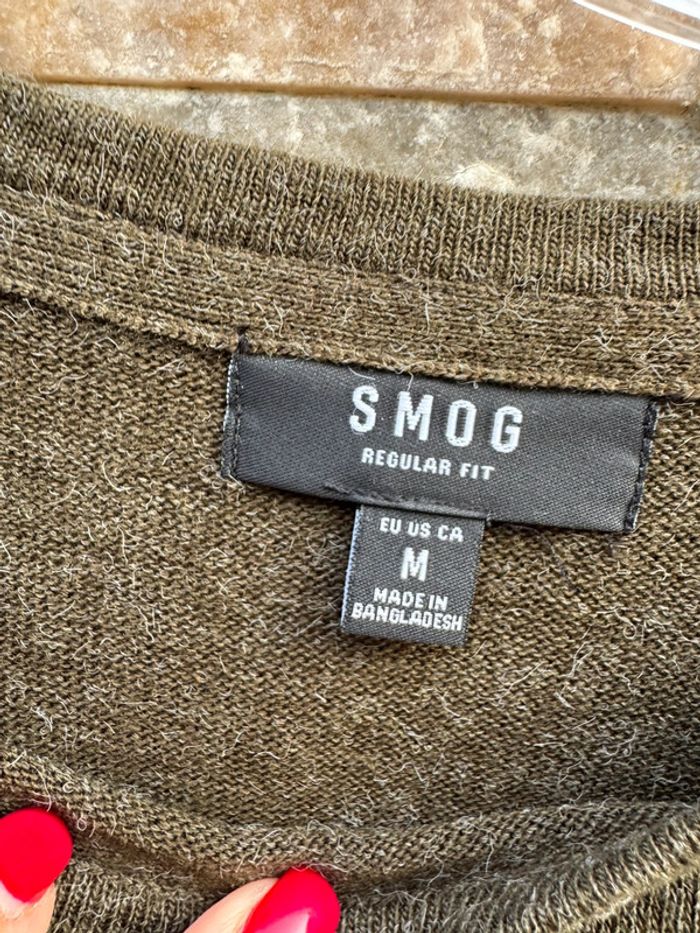 SMOG
REGULAR FIT
EU US CA
M
MADE IN
BANGLADESH